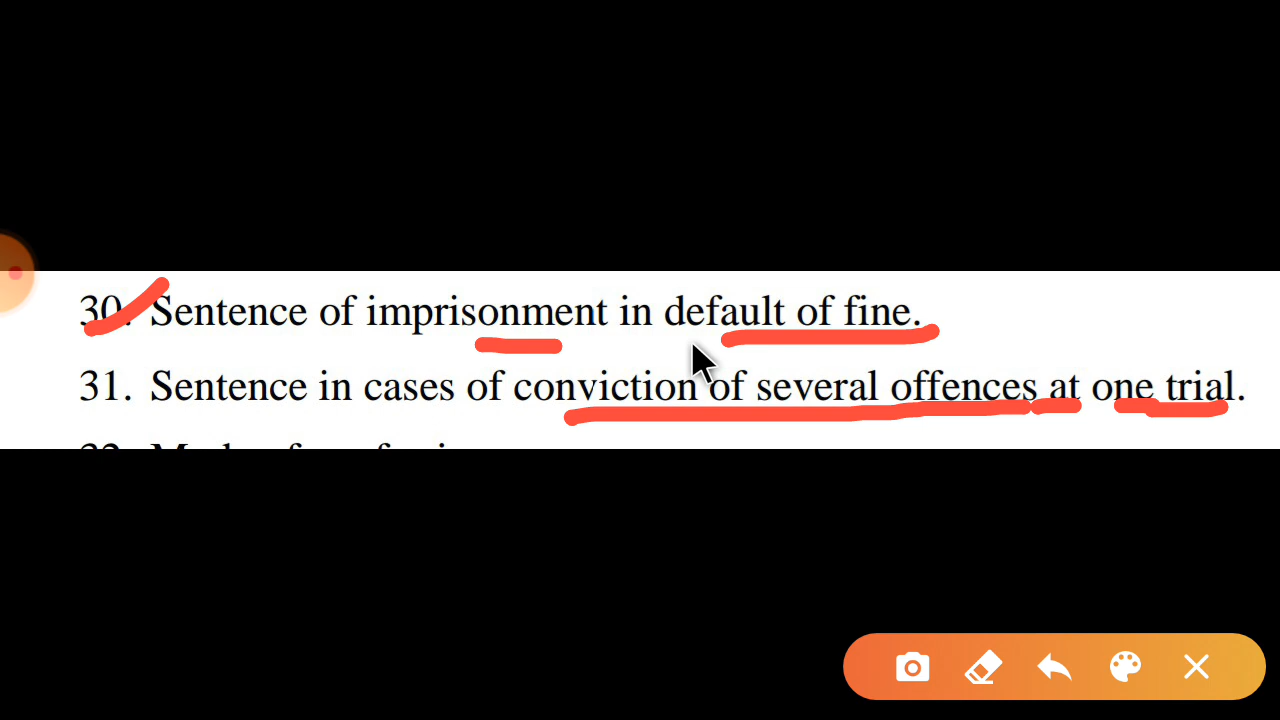 30. Sentence of imprisonment in default of fine.
31. Sentence in cases of conviction of several offences at one trial.